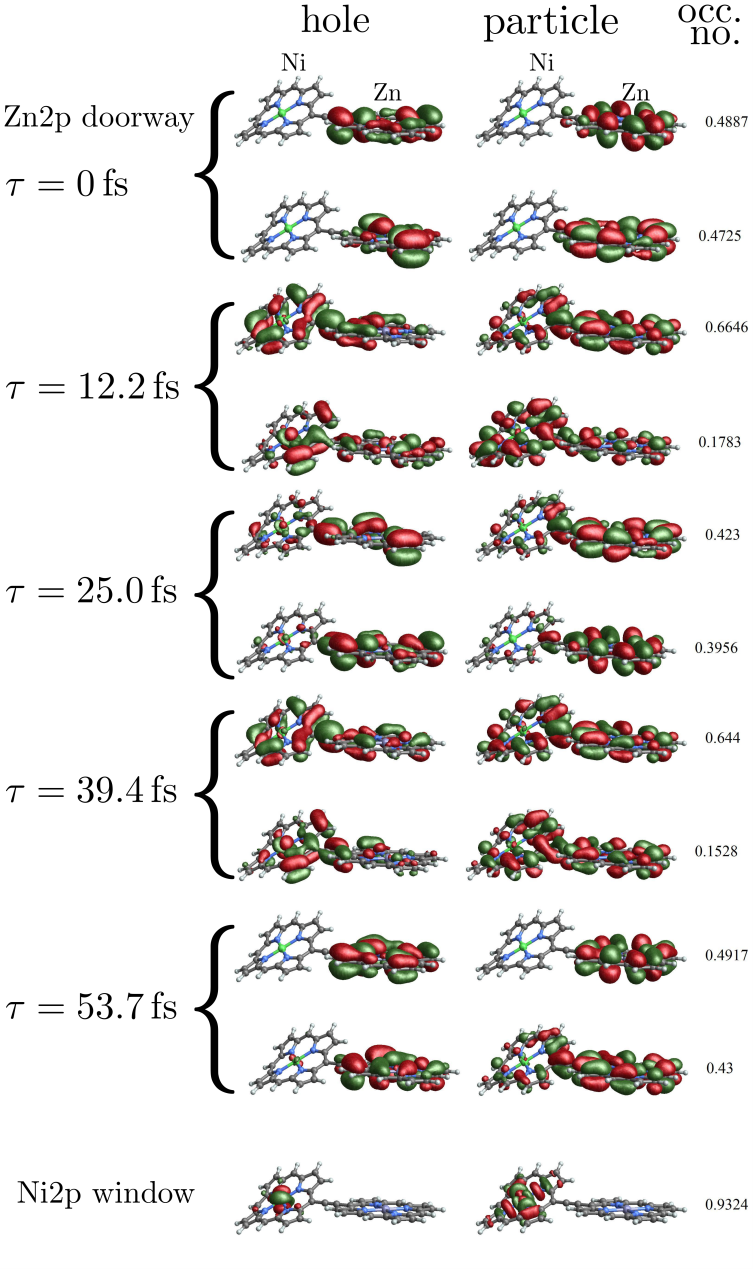 hole particle occ. no.
Ni Ni
Zn Zn
Zn2p doorway
0.4887
τ = 0 fs
0.4725
0.6646
τ = 12.2 fs
0.1783
0.423
τ = 25.0 fs
0.3956
0.644
τ = 39.4 fs
0.1528
0.4917
τ = 53.7 fs
0.43
Ni2p window
0.9324